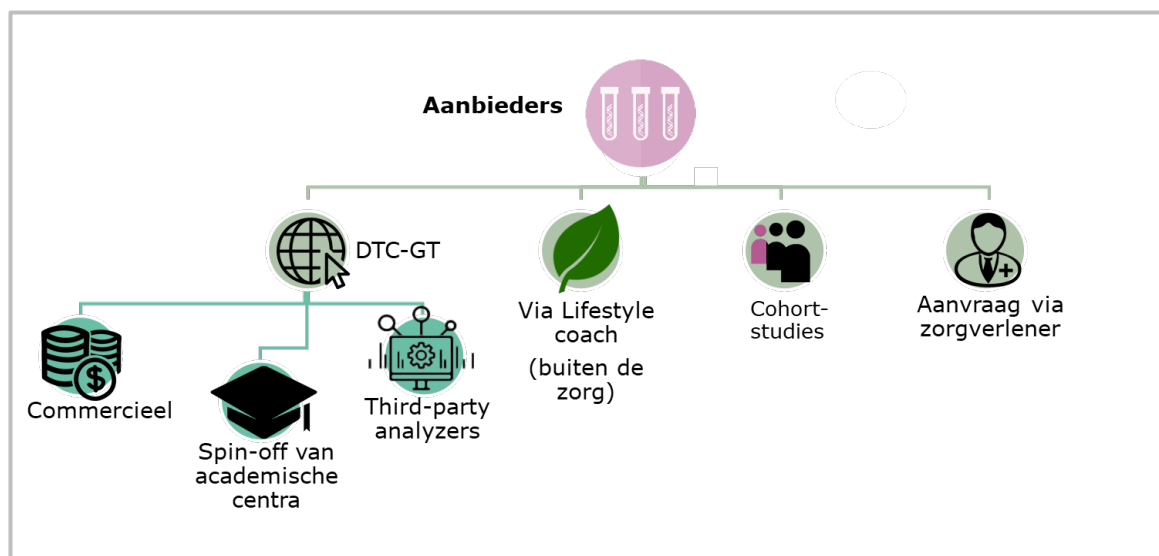 Aanbieders
DTC-GT
Via Lifestyle
coach
(buiten de
zorg)
Cohort-
studies
Aanvraag via
zorgverlener
Commercieel
Spin-off van
academische
centra
Third-party
analyzers